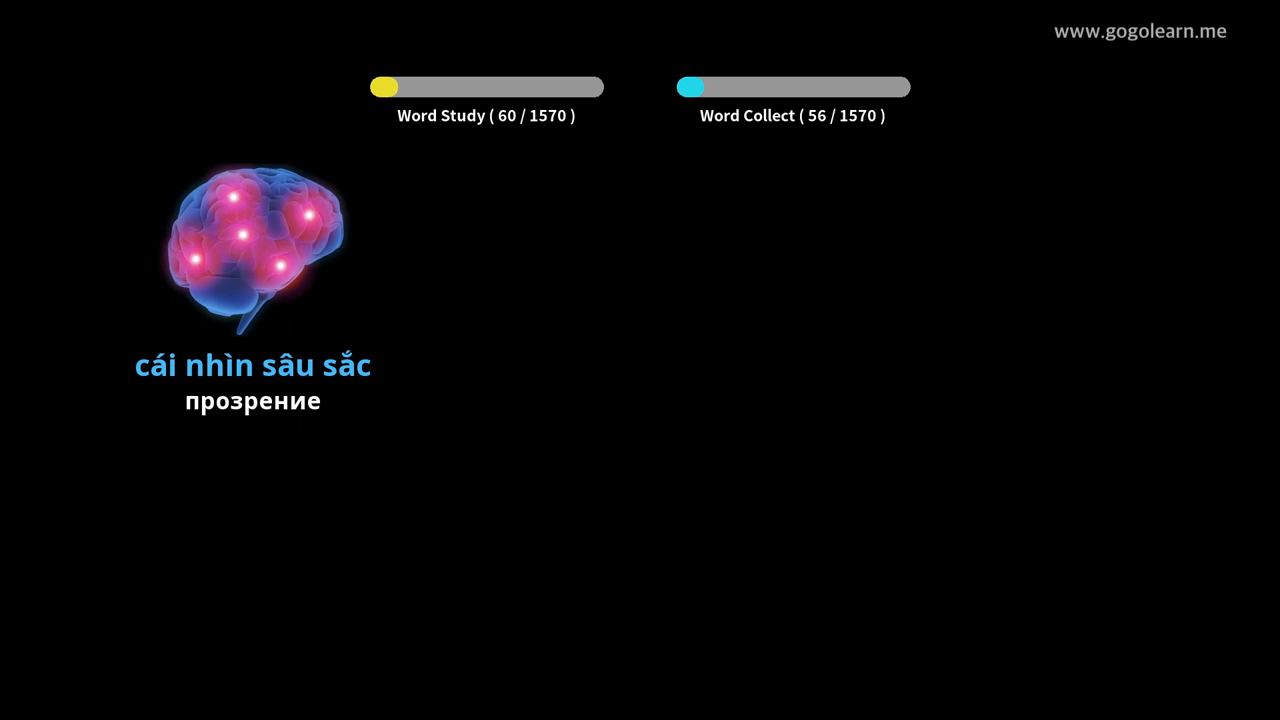 www.gogolearn.me
Word Study ( 60 / 1570 )
Word Collect ( 56 / 1570 )
cái nhìn sâu sắc
прозрение